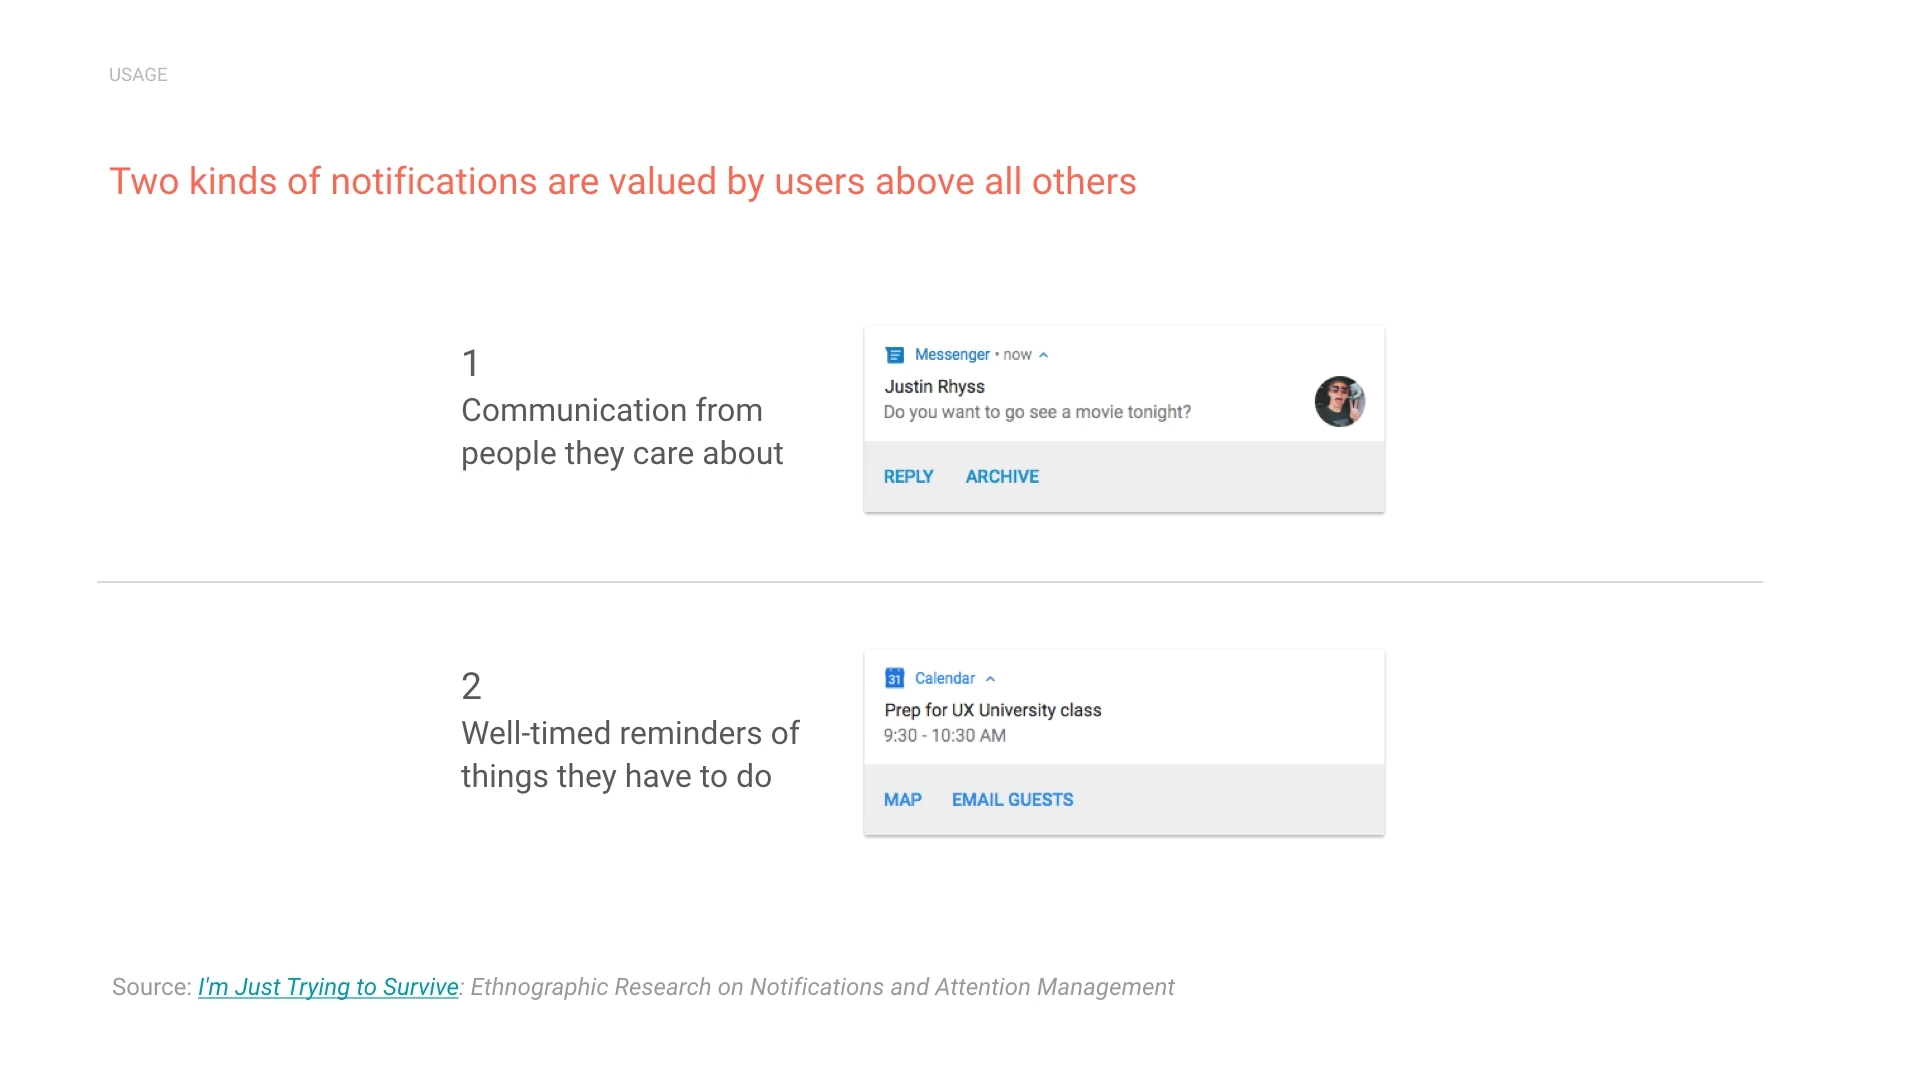 USAGE
Two kinds of notifications are valued by users above all others
1
Communication from
people they care about
Messenger • now
Justin Rhyss
Do you want to go see a movie tonight?
REPLY ARCHIVE
2
Well-timed reminders of
things they have to do
31 Calendar
Prep for UX University class
9:30 - 10:30 AM
MAP EMAIL GUESTS
Source: I'm Just Trying to Survive: Ethnographic Research on Notifications and Attention Management